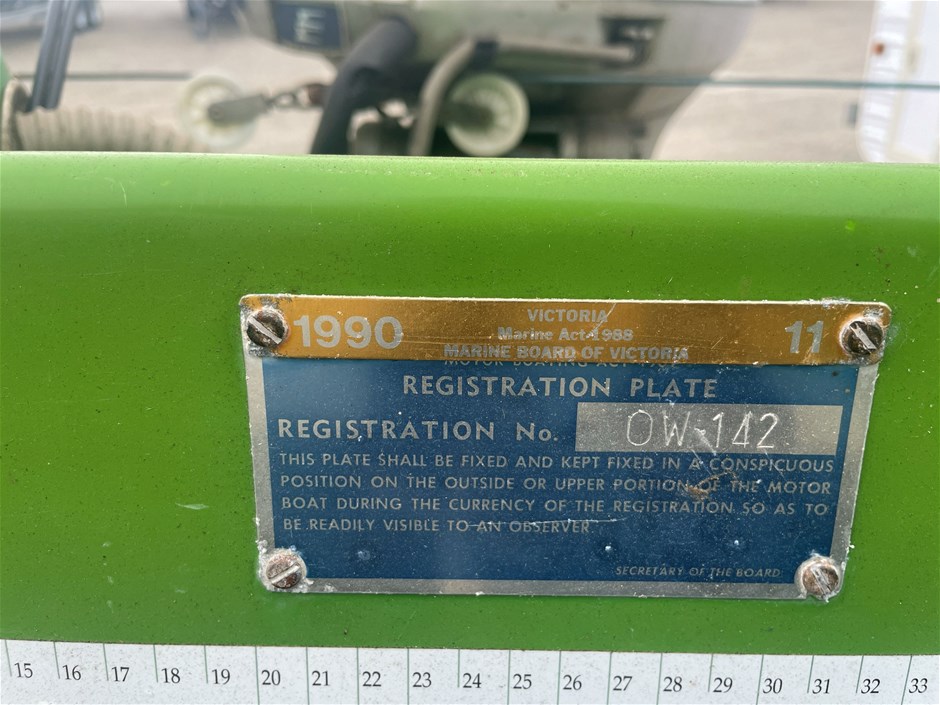 E
1990
VICTORIA
Marine Act 1988
MARINE BOARD OF VICTORIA
11
MOTOR BOATING ACT
REGISTRATION PLATE
REGISTRATION No. OW 142
THIS PLATE SHALL BE FIXED AND KEPT FIXED IN A CONSPICUOUS
POSITION ON THE OUTSIDE OR UPPER PORTION OF THE MOTOR
BOAT DURING THE CURRENCY OF THE REGISTRATION SO AS TO
BE READILY VISIBLE TO AN OBSERVER
SECRETARY OF THE BOARD
15 16 17 18 19 20 21 22 23 24 25 26 27 28 29 30 31 32 33